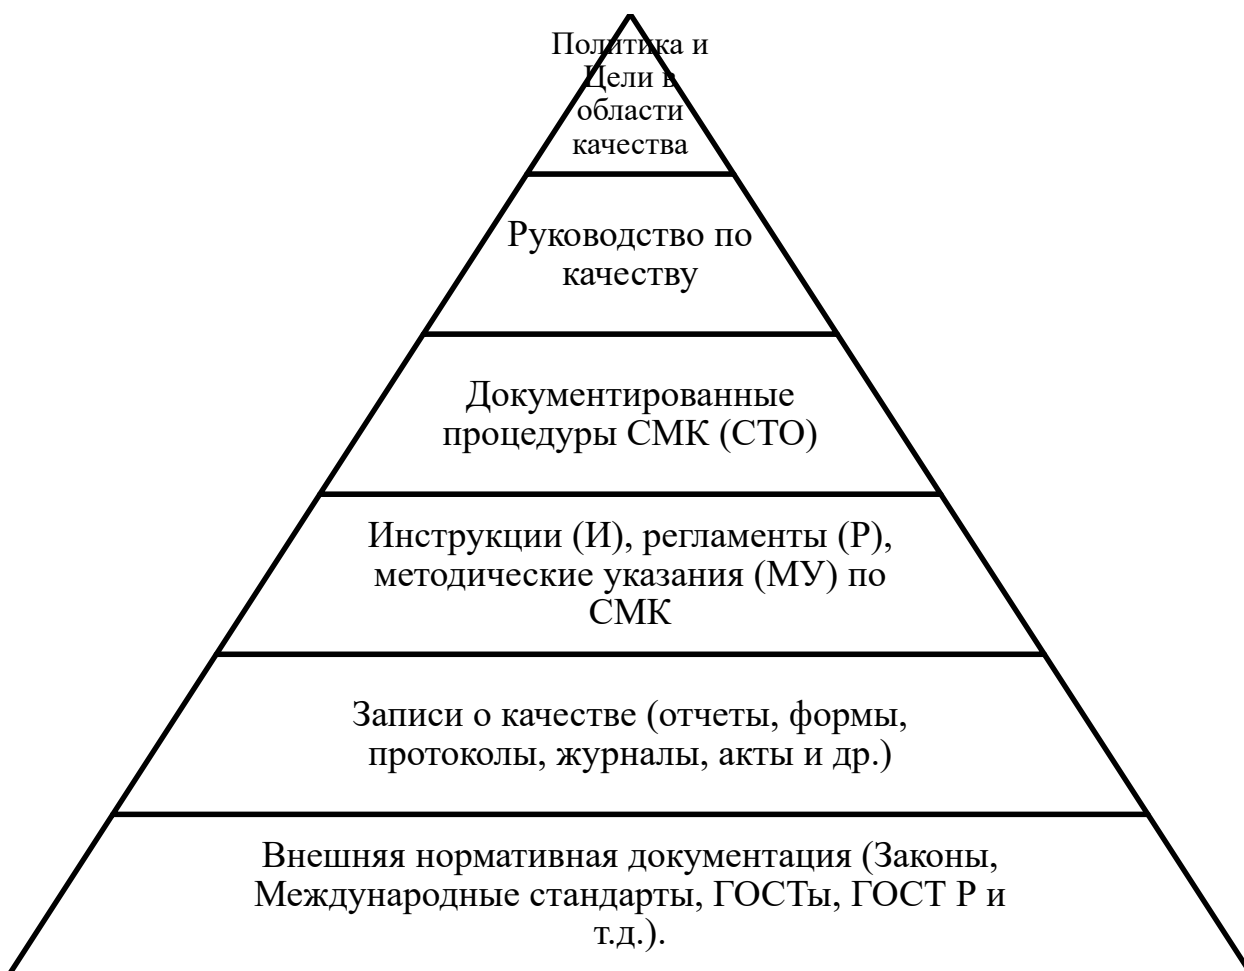 Политика и
Цели в
области
качества
Руководство по
качеству
Документированные
процедуры СМК (СТО)
Инструкции (И), регламенты (Р),
методические указания (МУ) по
СМК
Записи о качестве (отчеты, формы,
протоколы, журналы, акты и др.)
Внешняя нормативная документация (Законы,
Международные стандарты, ГОСТы, ГОСТ Р и
т.д.).